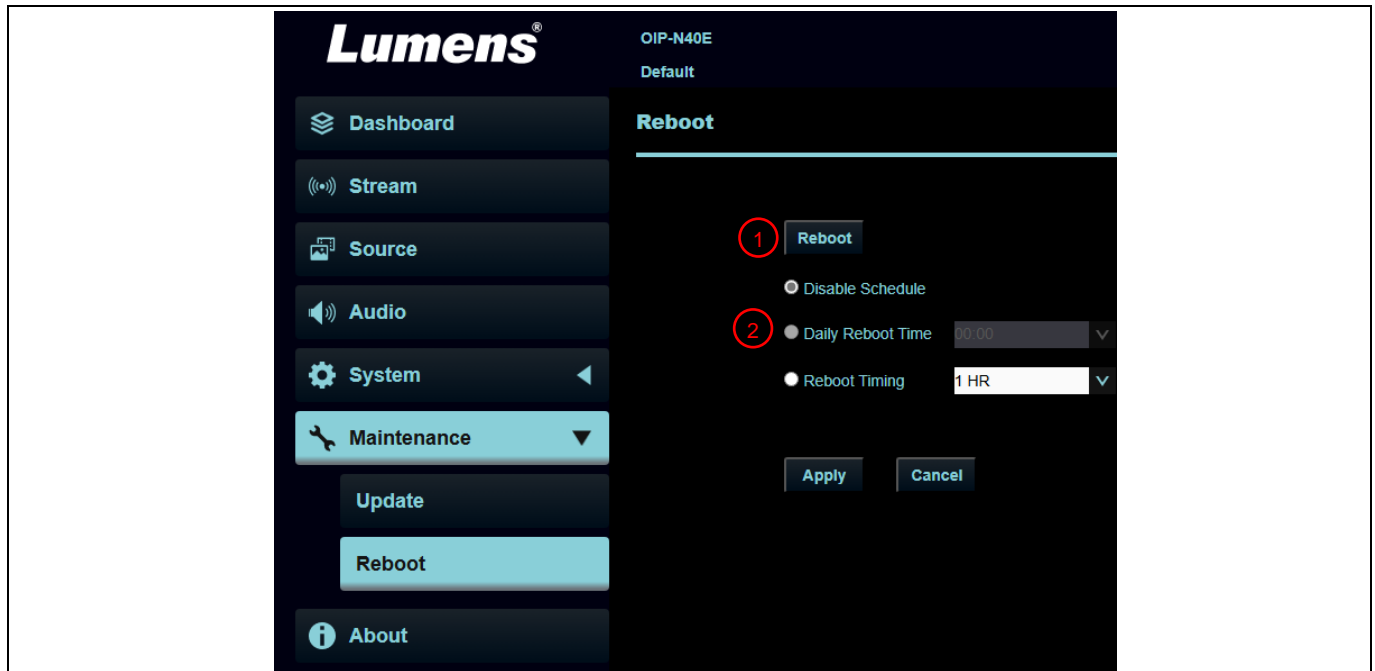 Lumens®
OIP-N40E
Default
Dashboard
Stream
Source
Audio
System
Maintenance
Update
Reboot
About
Reboot
1 Reboot
Disable Schedule
2 Daily Reboot Time 00:00
Reboot Timing 1 HR
Apply Cancel